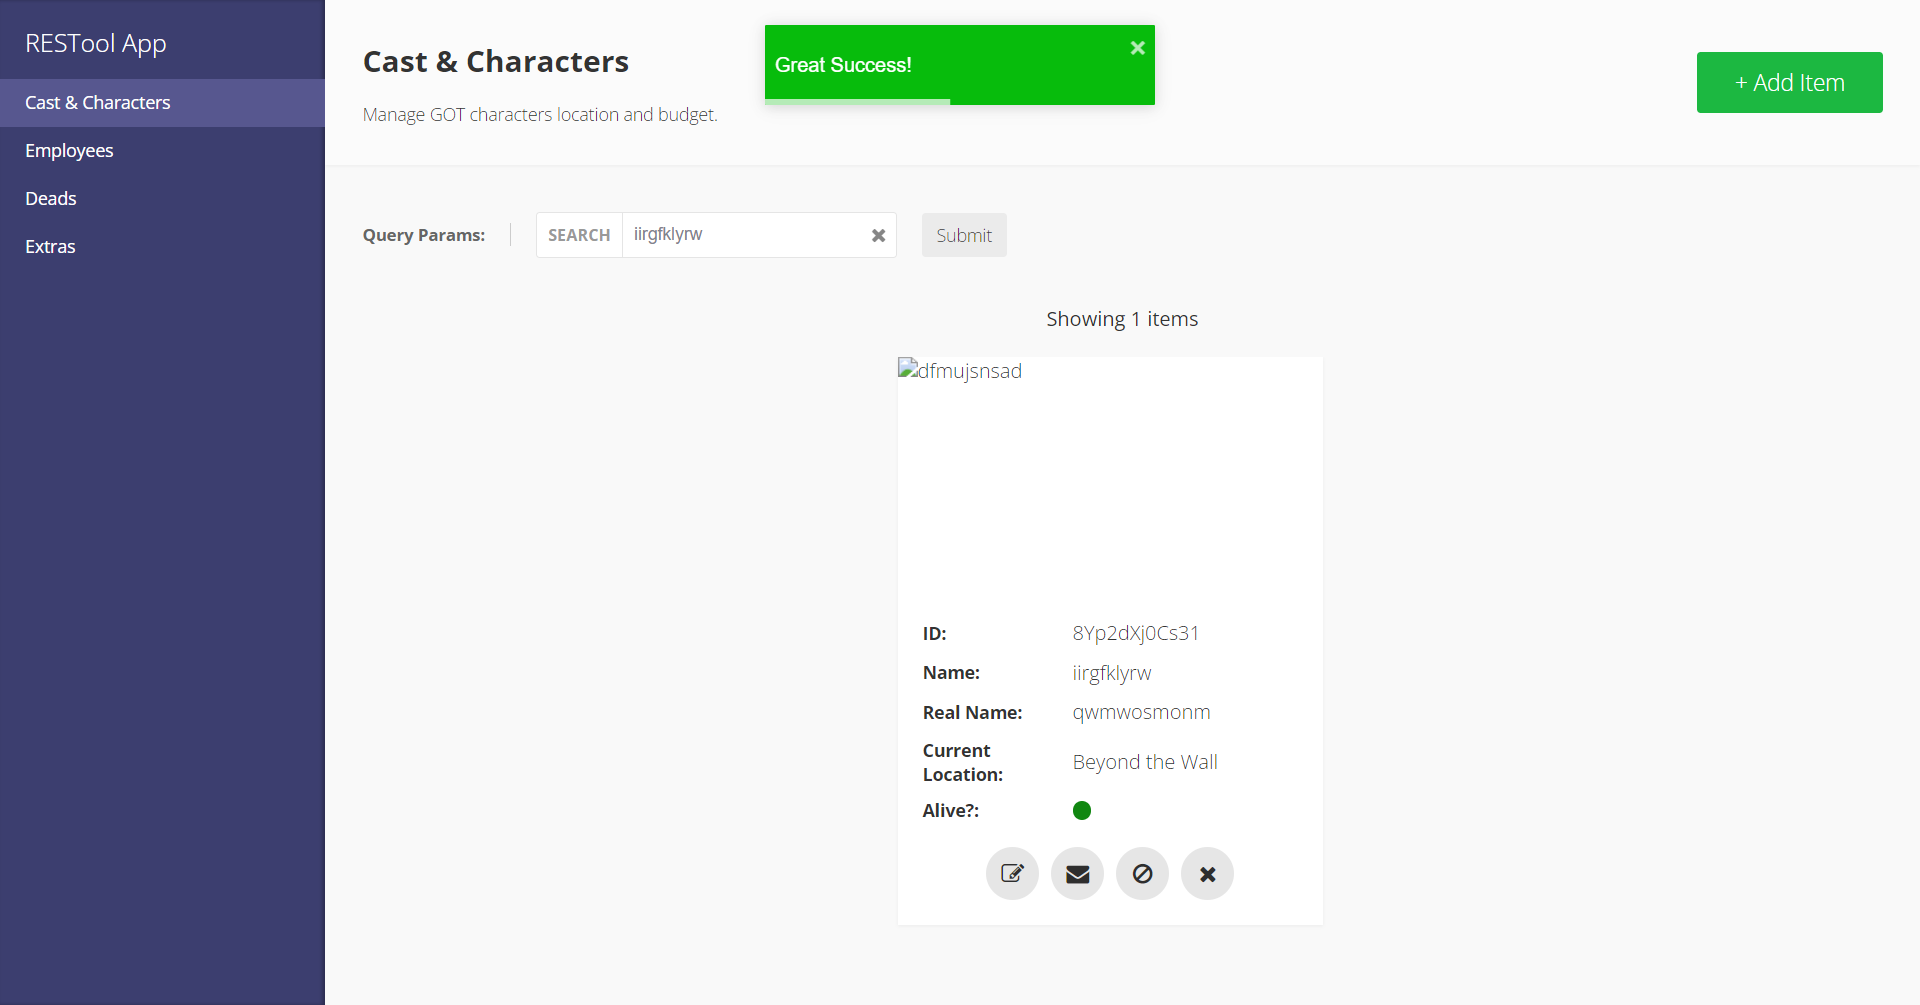 RESTool App
Cast & Characters
Employees
Deads
Extras
Cast & Characters
Manage GOT characters location and budget.
Great Success!
+ Add Item
Query Params:
SEARCH
iirgfklyrw
Submit
Showing 1 items
dfmujsnsad
ID: 8Yp2dXj0Cs31
Name: iirgfklyrw
Real Name: qwmwosmonm
Current
Location: Beyond the Wall
Alive?: